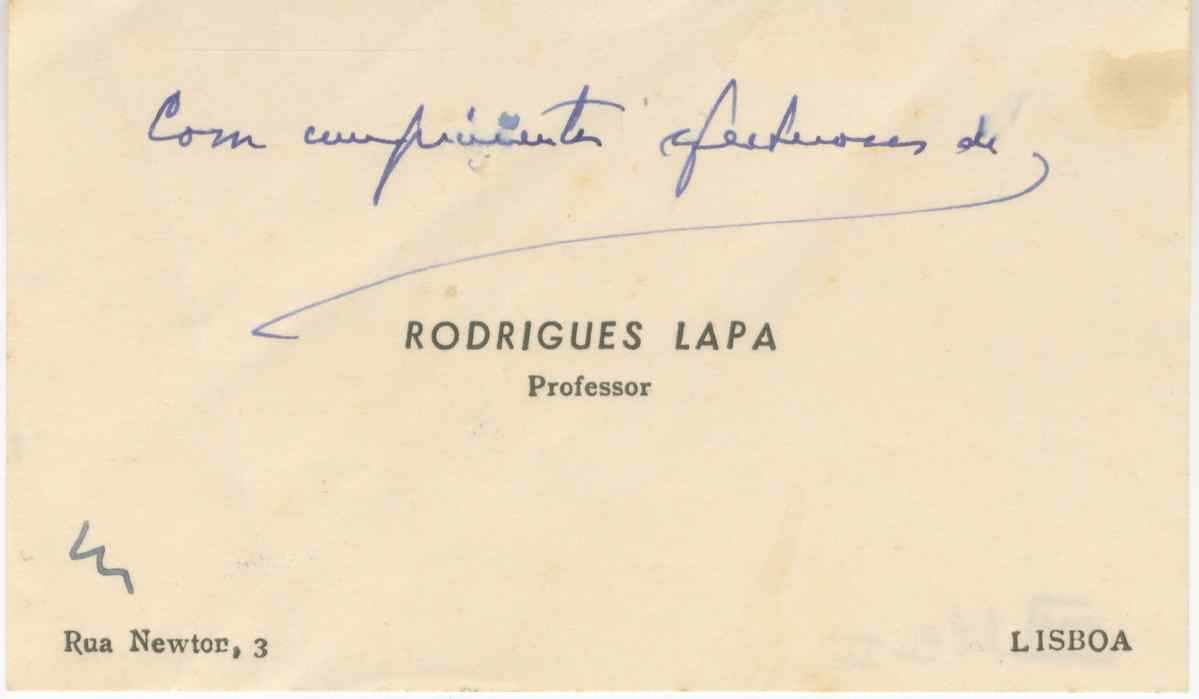 Com cumprimentos afectuosos de
RODRIGUES LAPA
Professor
Rua Newton, 3
LISBOA